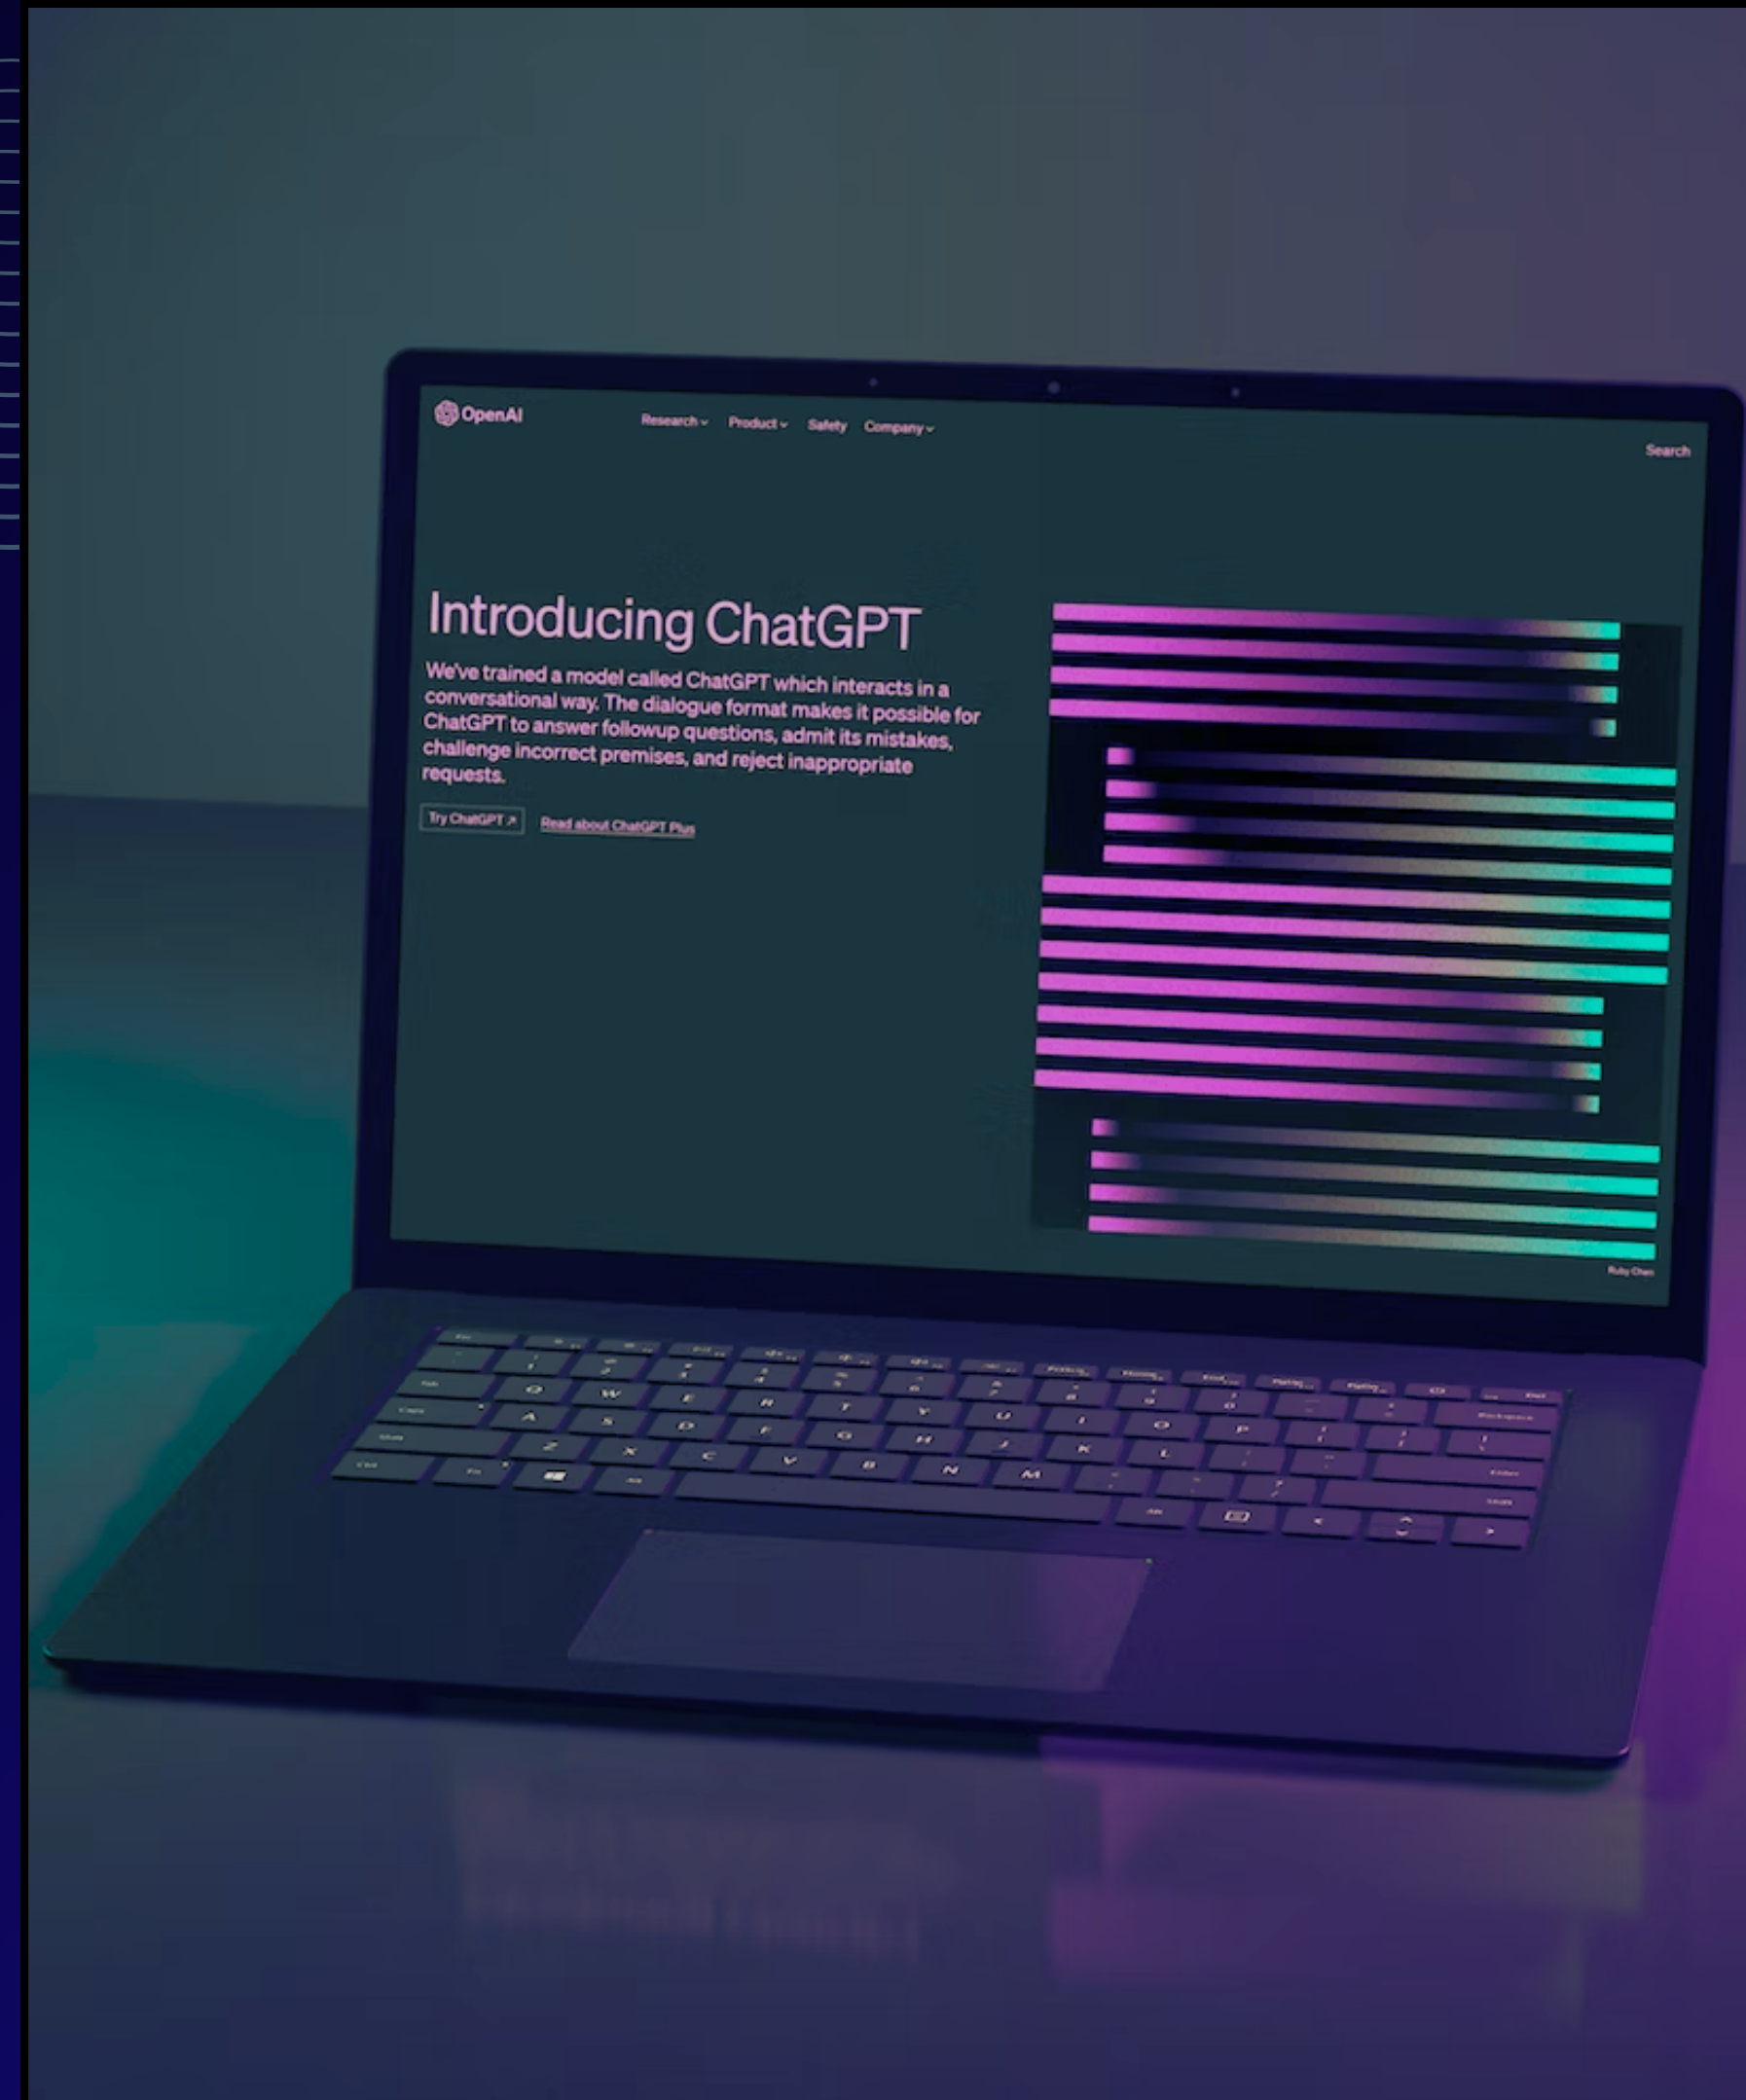 OpenAI
Research
Product
Safety
Company
Search
Introducing ChatGPT
We've trained a model called ChatGPT which interacts in a
conversational way. The dialogue format makes it possible for
ChatGPT to answer followup questions, admit its mistakes,
challenge incorrect premises, and reject inappropriate
requests.
Try ChatGPT ↗ Read about ChatGPT Plus
Ruby Chen
Q W E R T Y U I O P
A S D F G H J K L
Z X C V B N M